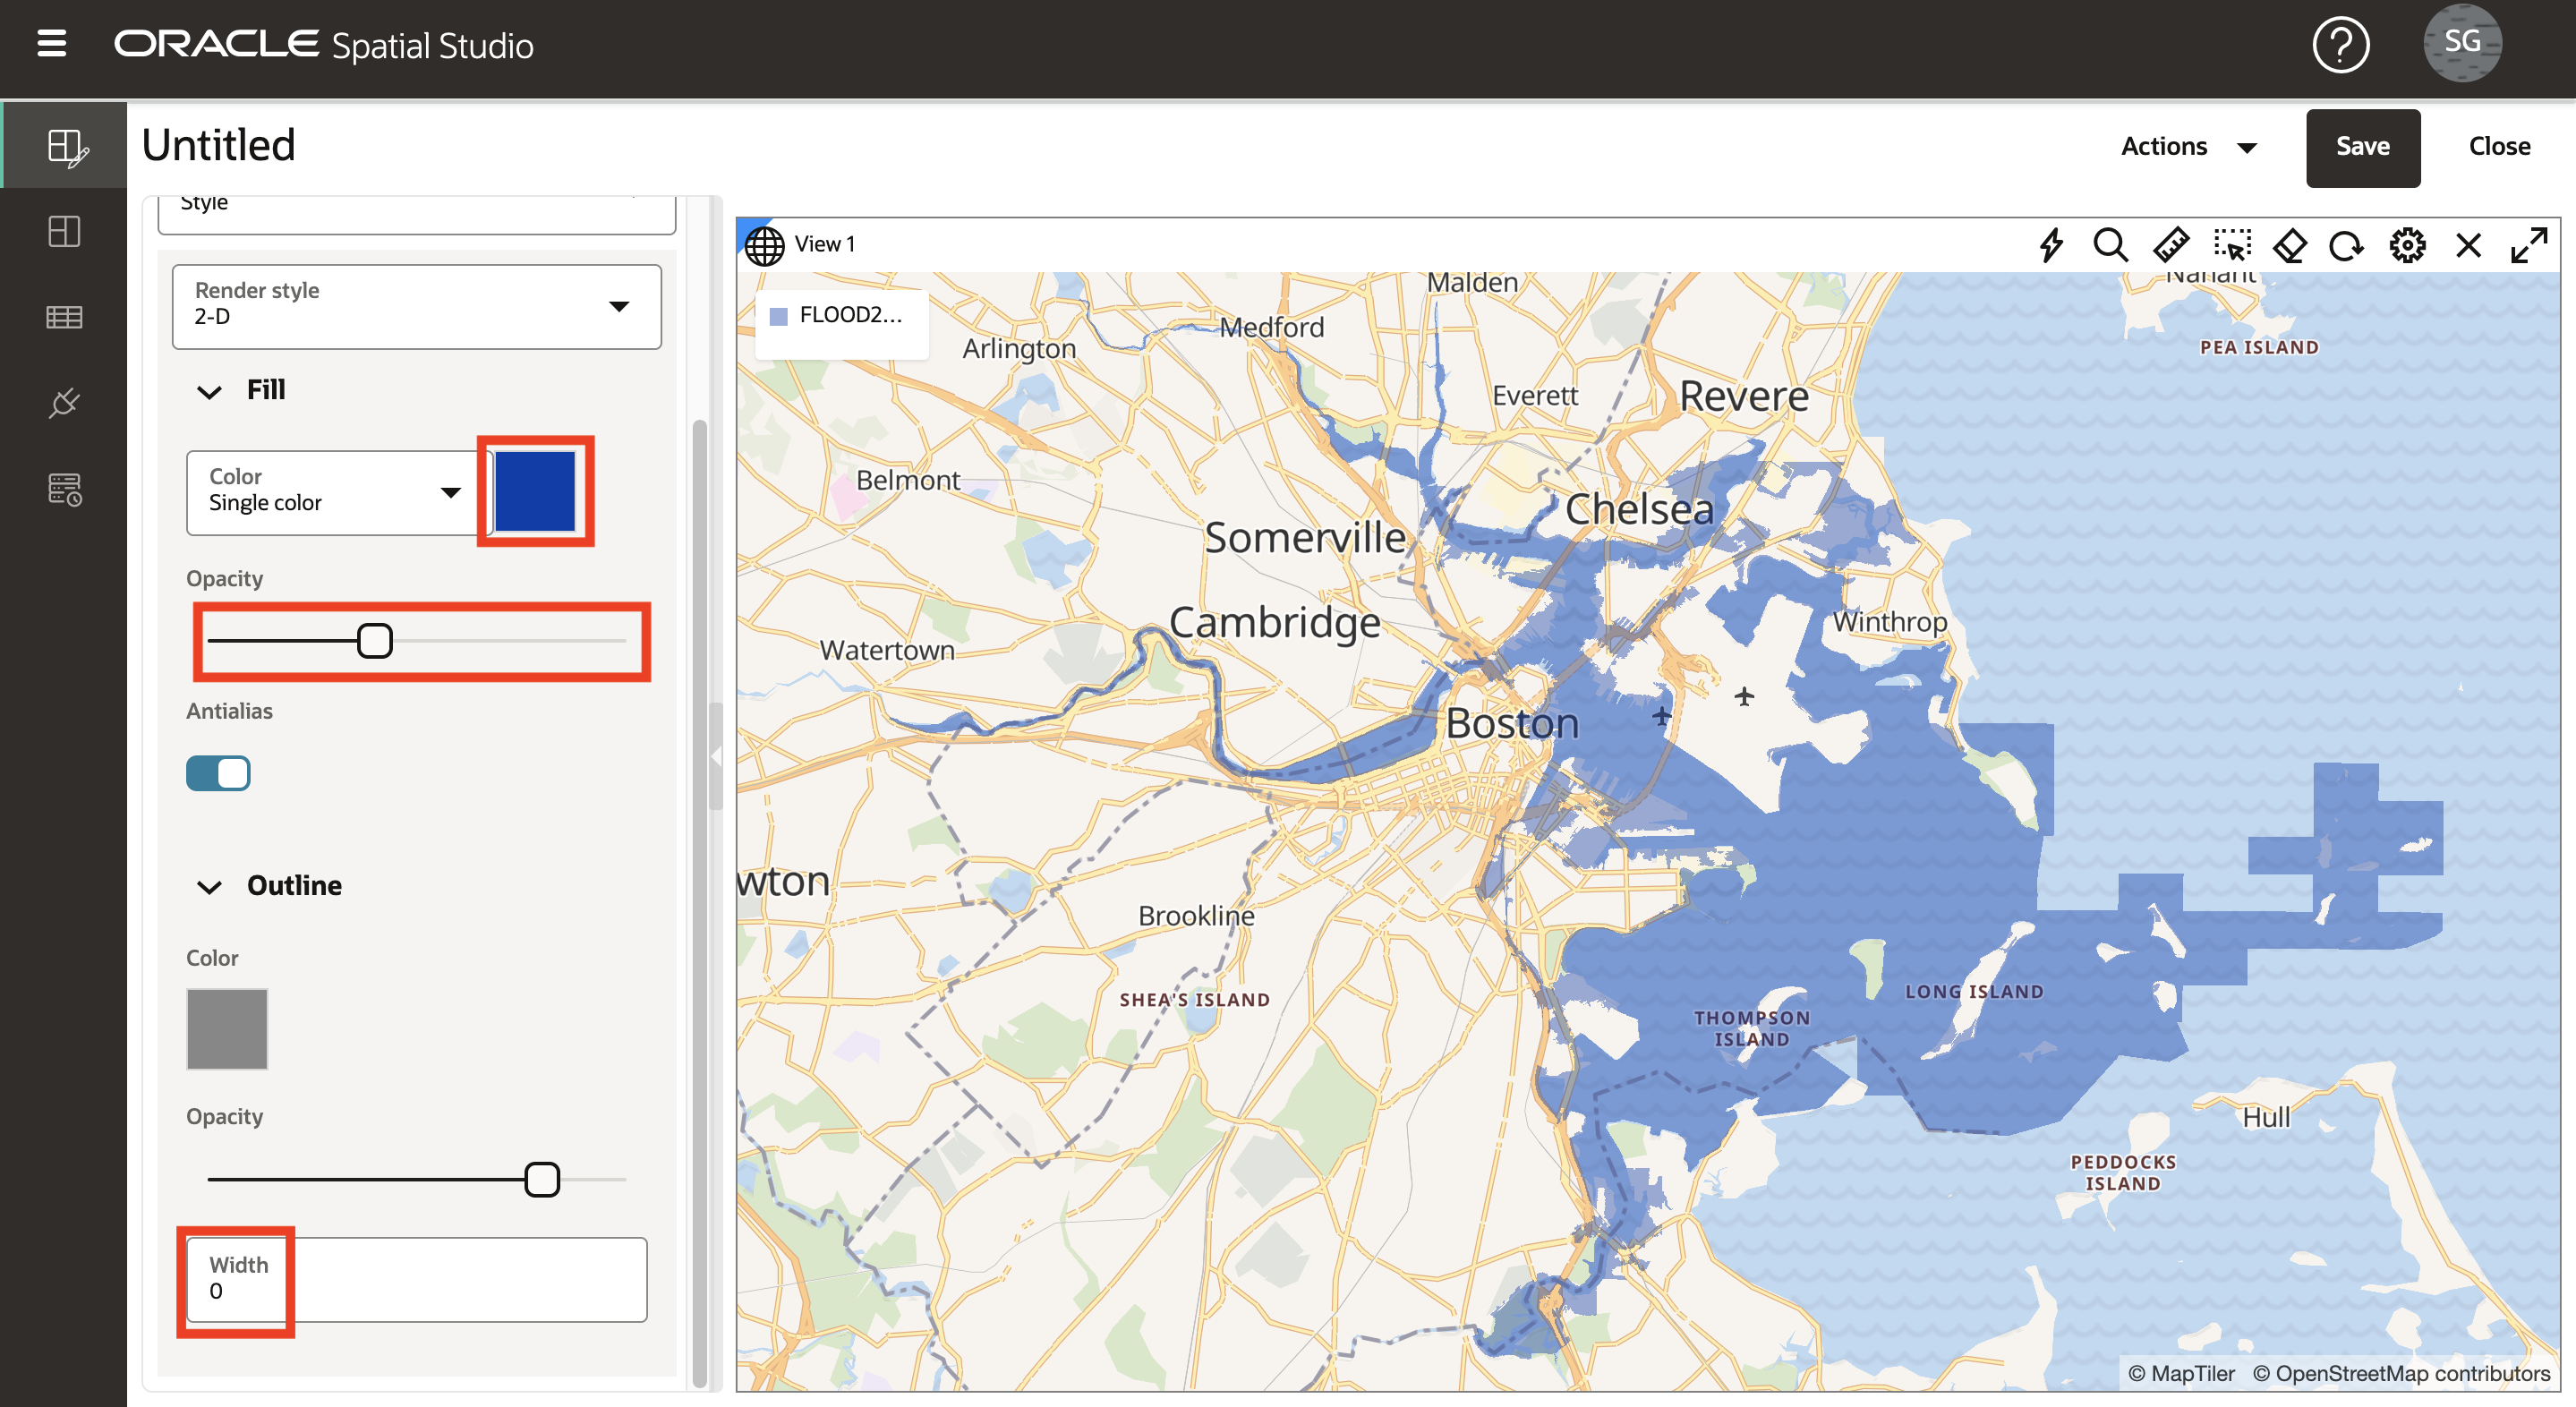 ORACLE Spatial Studio
?
SG
Untitled
Actions
Save
Close
Style
Render style
2-D
Fill
Color
Single color
Opacity
Antialias
Outline
Color
Opacity
Width
0
View 1
FLOOD2...
Malden
Nahant
Medford
Arlington
PEA ISLAND
Everett
Revere
Belmont
Chelsea
Somerville
Cambridge
Winthrop
Watertown
Boston
wton
Brookline
SHEA'S ISLAND
LONG ISLAND
THOMPSON
ISLAND
Hull
PEDDOCKS
ISLAND
© MapTiler © OpenStreetMap contributors